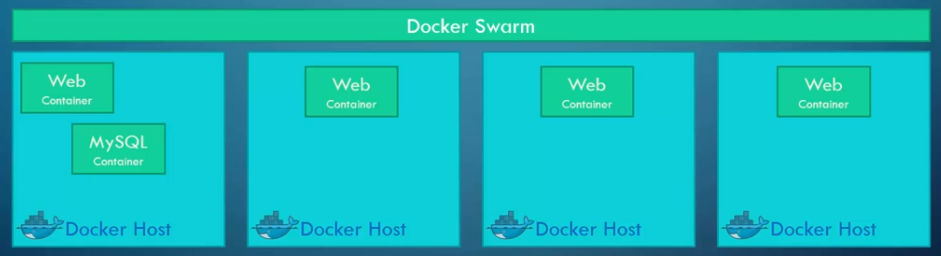 Docker Swarm
Web
Container
MySQL
Container
Docker Host
Web
Container
Docker Host
Web
Container
Docker Host
Web
Container
Docker Host